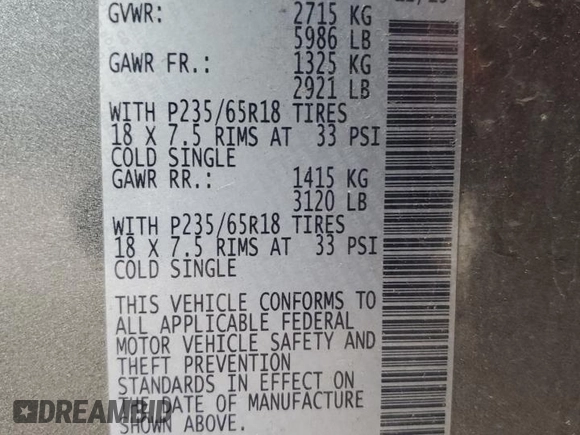 GVWR: 2715 KG
5986 LB
GAWR FR.: 1325 KG
2921 LB
WITH P235/65R18 TIRES
18 X 7.5 RIMS AT 33 PSI
COLD SINGLE
GAWR RR.: 1415 KG
3120 LB
WITH P235/65R18 TIRES
18 X 7.5 RIMS AT 33 PSI
COLD SINGLE
THIS VEHICLE CONFORMS TO
ALL APPLICABLE FEDERAL
MOTOR VEHICLE SAFETY AND
THEFT PREVENTION
STANDARDS IN EFFECT ON
THE DATE OF MANUFACTURE
SHOWN ABOVE.
DREAMBID